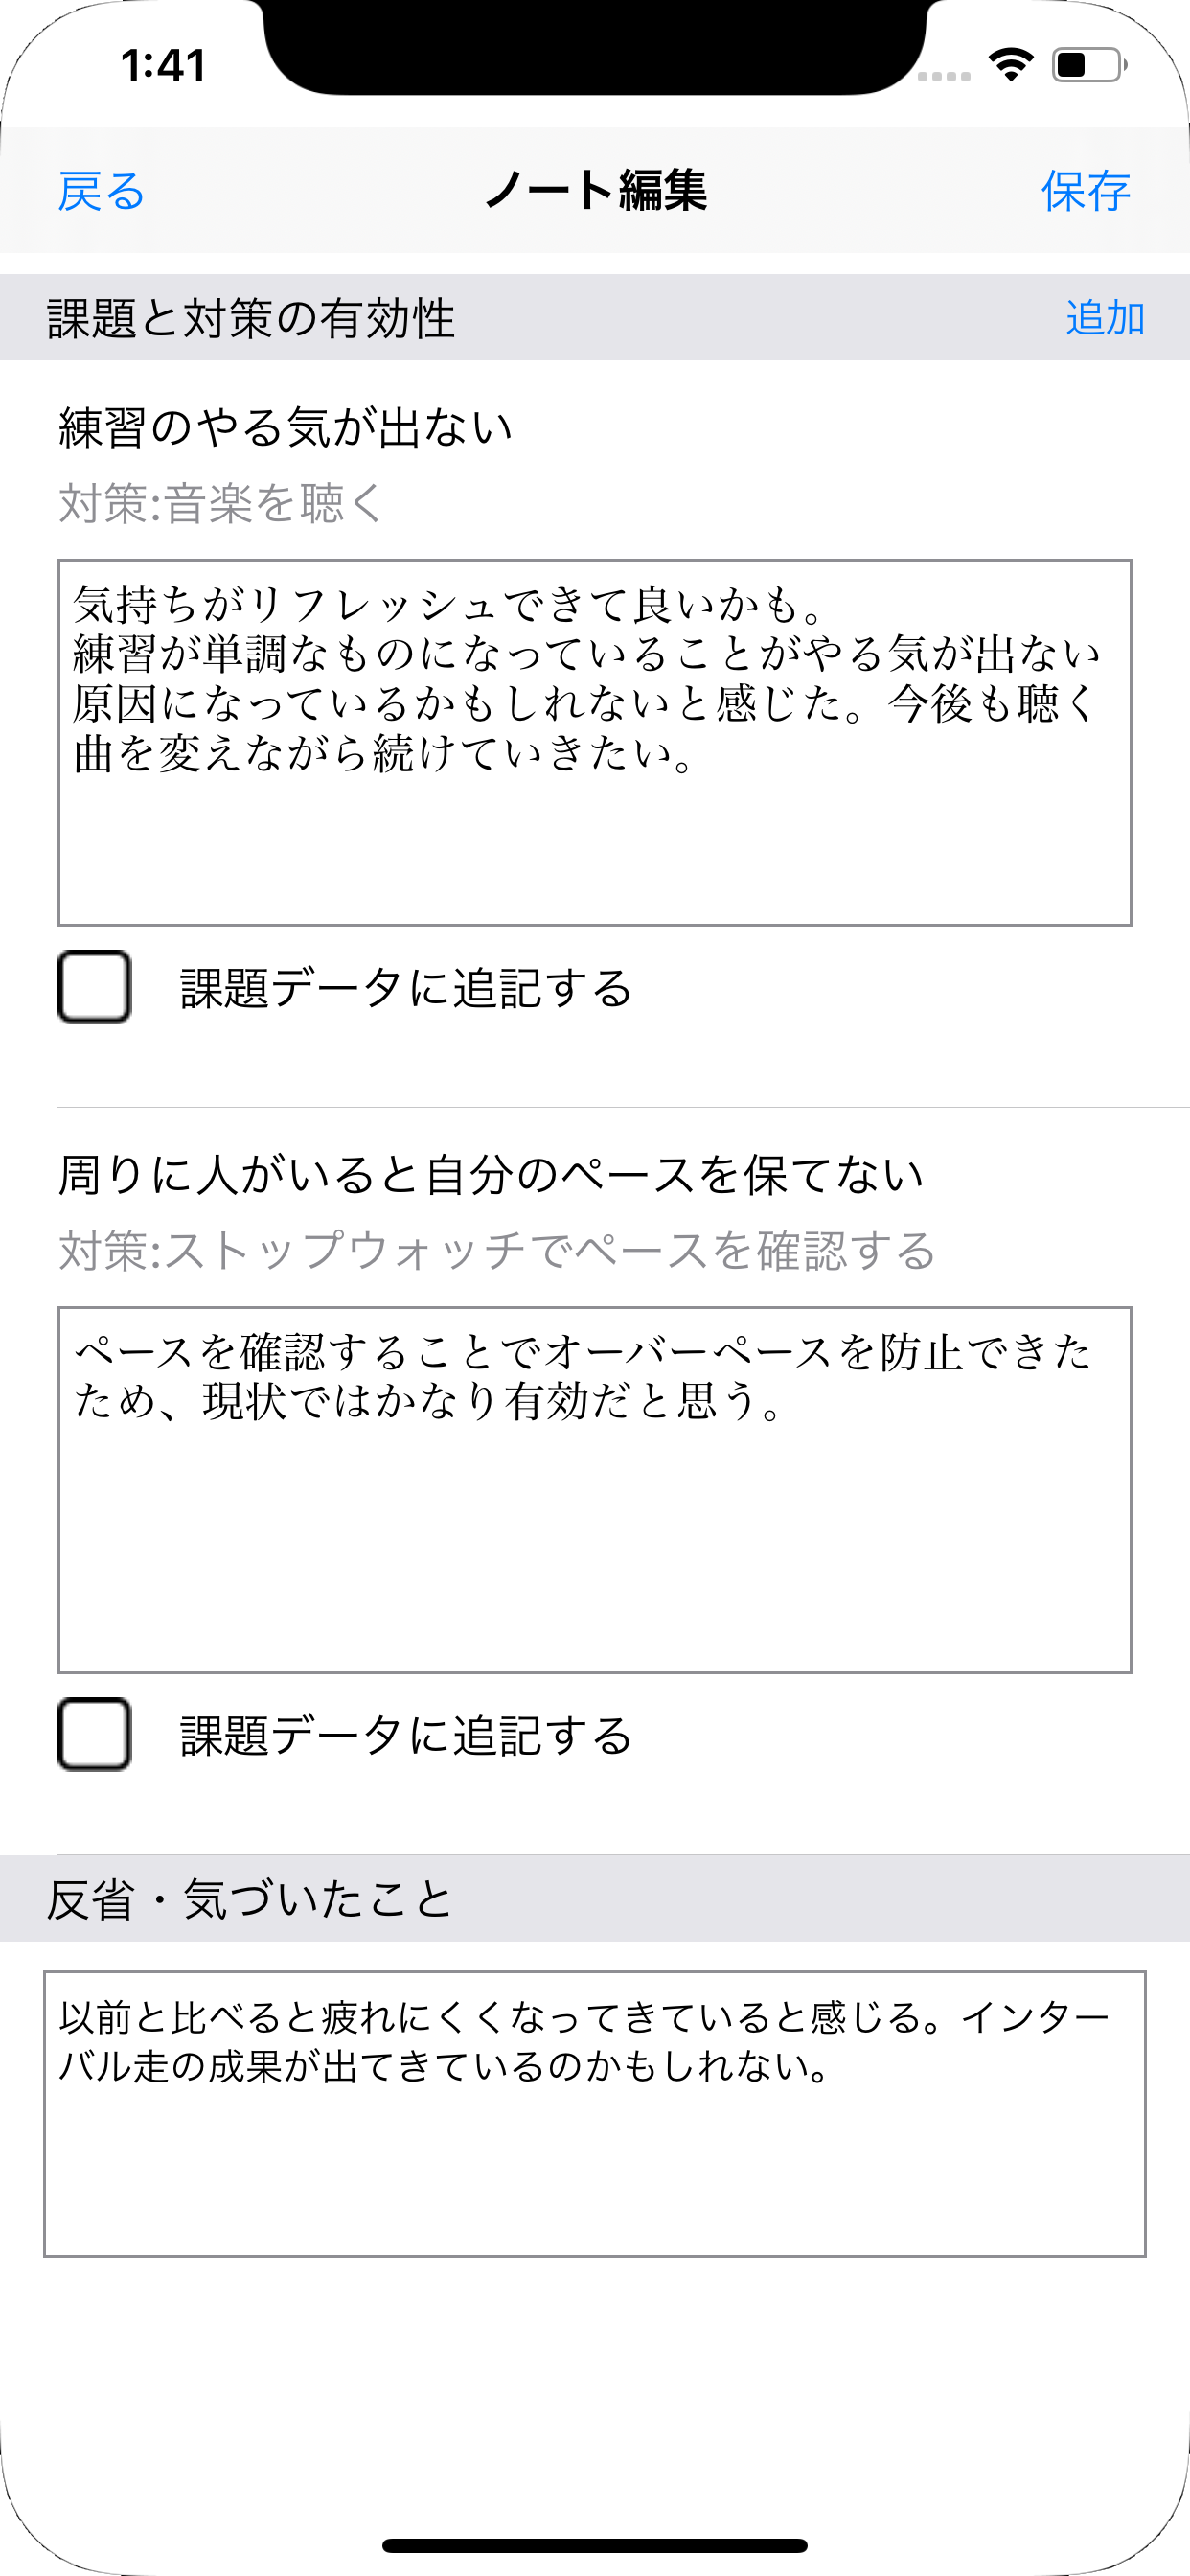 1:41
戻る ノート編集 保存
課題と対策の有効性 追加
練習のやる気が出ない
対策:音楽を聴く
気持ちがリフレッシュできて良いかも。
練習が単調なものになっていることがやる気が出ない
原因になっているかもしれないと感じた。今後も聴く
曲を変えながら続けていきたい。
課題データに追記する
周りに人がいると自分のペースを保てない
対策:ストップウォッチでペースを確認する
ペースを確認することでオーバーペースを防止できた
ため、現状ではかなり有効だと思う。
課題データに追記する
反省・気づいたこと
以前と比べると疲れにくくなってきていると感じる。インター
バル走の成果が出てきているのかもしれない。